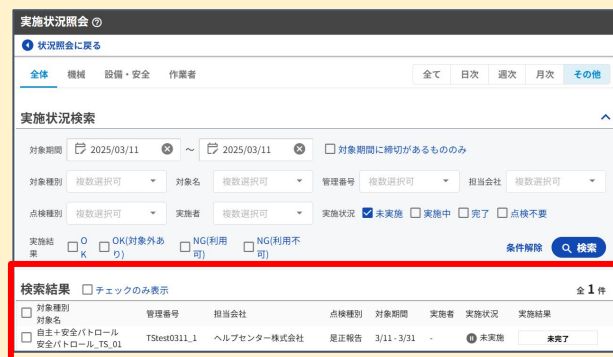 実施状況照会
状況照会に戻る
全体 機械 設備・安全 作業者 全て 日次 週次 月次 その他
実施状況検索
対象期間 2025/03/11 ～ 2025/03/11 対象期間に締切があるもののみ
対象種別 複数選択可 対象名 複数選択可 管理番号 複数選択可 担当会社 複数選択可
点検種別 複数選択可 実施者 複数選択可 実施状況 未実施 実施中 完了 点検不要
実施結果 OK OK(対象外あり) NG(利用可) NG(利用不可) 条件解除 検索
検索結果 チェックのみ表示 全 1 件
対象種別
対象名 管理番号 担当会社 点検種別 対象期間 実施者 実施状況 実施結果
自主+安全パトロール
安全パトロール_TS_01 TStest0311_1 ヘルプセンター株式会社 是正報告 3/11 - 3/31 - 未実施 未完了